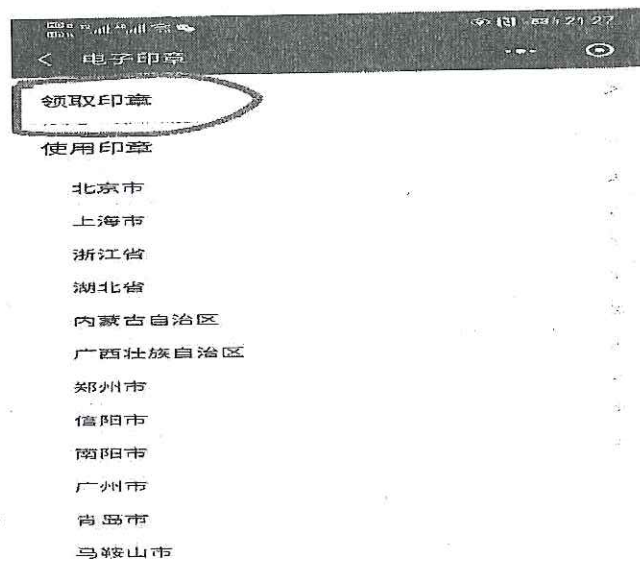 21:27
电子印章
领取印章
使用印章
北京市
上海市
浙江省
湖北省
内蒙古自治区
广西壮族自治区
郑州市
信阳市
南阳市
广州市
青岛市
马鞍山市